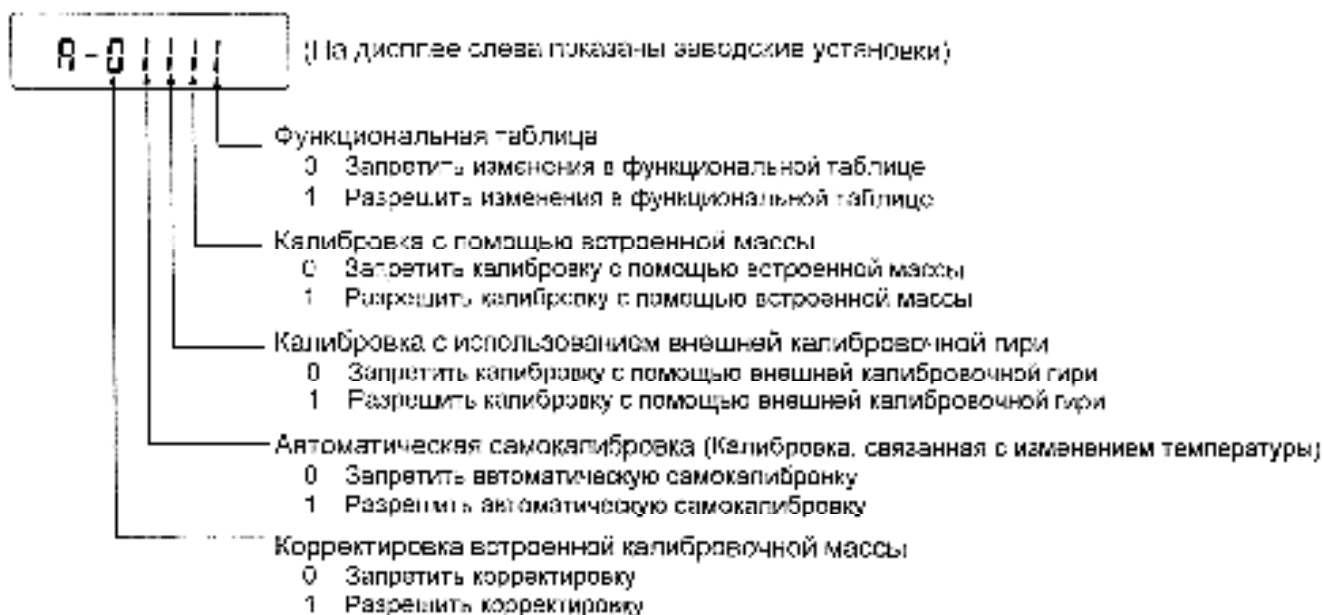 A-01111 (На дисплее слева показаны заводские установки)
Функциональная таблица
0 Запретить изменения в функциональной таблице
1 Разрешить изменения в функциональной таблице
Калибровка с помощью встроенной массы
0 Запретить калибровку с помощью встроенной массы
1 Разрешить калибровку с помощью встроенной массы
Калибровка с использованием внешней калибровочной гири
0 Запретить калибровку с помощью внешней калибровочной гири
1 Разрешить калибровку с помощью внешней калибровочной гири
Автоматическая самокалибровка (Калибровка, связанная с изменением температуры)
0 Запретить автоматическую самокалибровку
1 Разрешить автоматическую самокалибровку
Корректировка встроенной калибровочной массы
0 Запретить корректировку
1 Разрешить корректировку